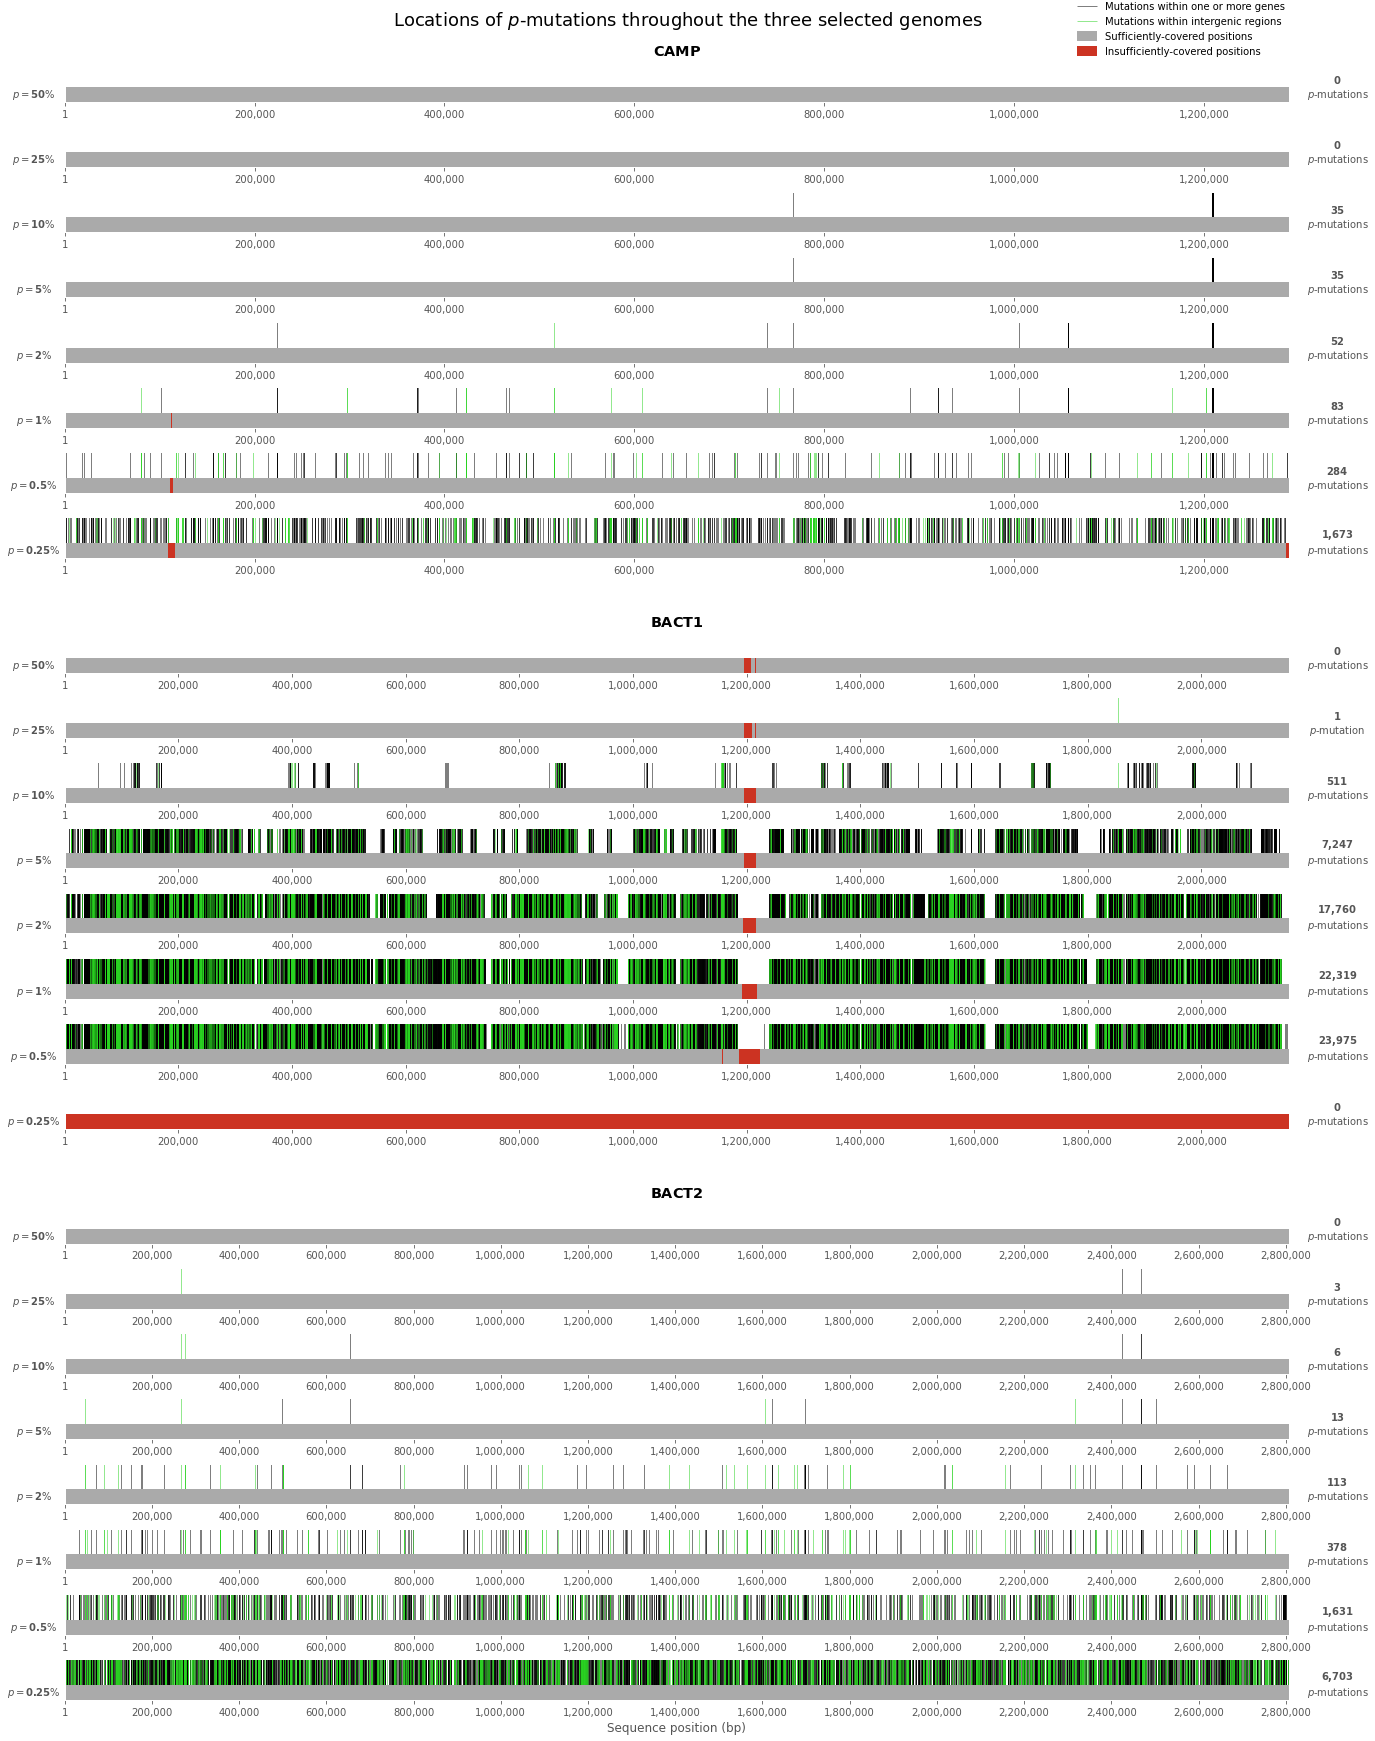 Locations of p-mutations throughout the three selected genomes
Mutations within one or more genes
Mutations within intergenic regions
Sufficiently-covered positions
Insufficiently-covered positions
CAMP
p = 50% 0 p-mutations
1 200,000 400,000 600,000 800,000 1,000,000 1,200,000
p = 25% 0 p-mutations
1 200,000 400,000 600,000 800,000 1,000,000 1,200,000
p = 10% 35 p-mutations
1 200,000 400,000 600,000 800,000 1,000,000 1,200,000
p = 5% 35 p-mutations
1 200,000 400,000 600,000 800,000 1,000,000 1,200,000
p = 2% 52 p-mutations
1 200,000 400,000 600,000 800,000 1,000,000 1,200,000
p = 1% 83 p-mutations
1 200,000 400,000 600,000 800,000 1,000,000 1,200,000
p = 0.5% 284 p-mutations
1 200,000 400,000 600,000 800,000 1,000,000 1,200,000
p = 0.25% 1,673 p-mutations
1 200,000 400,000 600,000 800,000 1,000,000 1,200,000
BACT1
p = 50% 0 p-mutations
1 200,000 400,000 600,000 800,000 1,000,000 1,200,000 1,400,000 1,600,000 1,800,000 2,000,000
p = 25% 1 p-mutation
1 200,000 400,000 600,000 800,000 1,000,000 1,200,000 1,400,000 1,600,000 1,800,000 2,000,000
p = 10% 511 p-mutations
1 200,000 400,000 600,000 800,000 1,000,000 1,200,000 1,400,000 1,600,000 1,800,000 2,000,000
p = 5% 7,247 p-mutations
1 200,000 400,000 600,000 800,000 1,000,000 1,200,000 1,400,000 1,600,000 1,800,000 2,000,000
p = 2% 17,760 p-mutations
1 200,000 400,000 600,000 800,000 1,000,000 1,200,000 1,400,000 1,600,000 1,800,000 2,000,000
p = 1% 22,319 p-mutations
1 200,000 400,000 600,000 800,000 1,000,000 1,200,000 1,400,000 1,600,000 1,800,000 2,000,000
p = 0.5% 23,975 p-mutations
1 200,000 400,000 600,000 800,000 1,000,000 1,200,000 1,400,000 1,600,000 1,800,000 2,000,000
p = 0.25% 0 p-mutations
1 200,000 400,000 600,000 800,000 1,000,000 1,200,000 1,400,000 1,600,000 1,800,000 2,000,000
BACT2
p = 50% 0 p-mutations
1 200,000 400,000 600,000 800,000 1,000,000 1,200,000 1,400,000 1,600,000 1,800,000 2,000,000 2,200,000 2,400,000 2,600,000 2,800,000
p = 25% 3 p-mutations
1 200,000 400,000 600,000 800,000 1,000,000 1,200,000 1,400,000 1,600,000 1,800,000 2,000,000 2,200,000 2,400,000 2,600,000 2,800,000
p = 10% 6 p-mutations
1 200,000 400,000 600,000 800,000 1,000,000 1,200,000 1,400,000 1,600,000 1,800,000 2,000,000 2,200,000 2,400,000 2,600,000 2,800,000
p = 5% 13 p-mutations
1 200,000 400,000 600,000 800,000 1,000,000 1,200,000 1,400,000 1,600,000 1,800,000 2,000,000 2,200,000 2,400,000 2,600,000 2,800,000
p = 2% 113 p-mutations
1 200,000 400,000 600,000 800,000 1,000,000 1,200,000 1,400,000 1,600,000 1,800,000 2,000,000 2,200,000 2,400,000 2,600,000 2,800,000
p = 1% 378 p-mutations
1 200,000 400,000 600,000 800,000 1,000,000 1,200,000 1,400,000 1,600,000 1,800,000 2,000,000 2,200,000 2,400,000 2,600,000 2,800,000
p = 0.5% 1,631 p-mutations
1 200,000 400,000 600,000 800,000 1,000,000 1,200,000 1,400,000 1,600,000 1,800,000 2,000,000 2,200,000 2,400,000 2,600,000 2,800,000
p = 0.25% 6,703 p-mutations
1 200,000 400,000 600,000 800,000 1,000,000 1,200,000 1,400,000 1,600,000 1,800,000 2,000,000 2,200,000 2,400,000 2,600,000 2,800,000
Sequence position (bp)